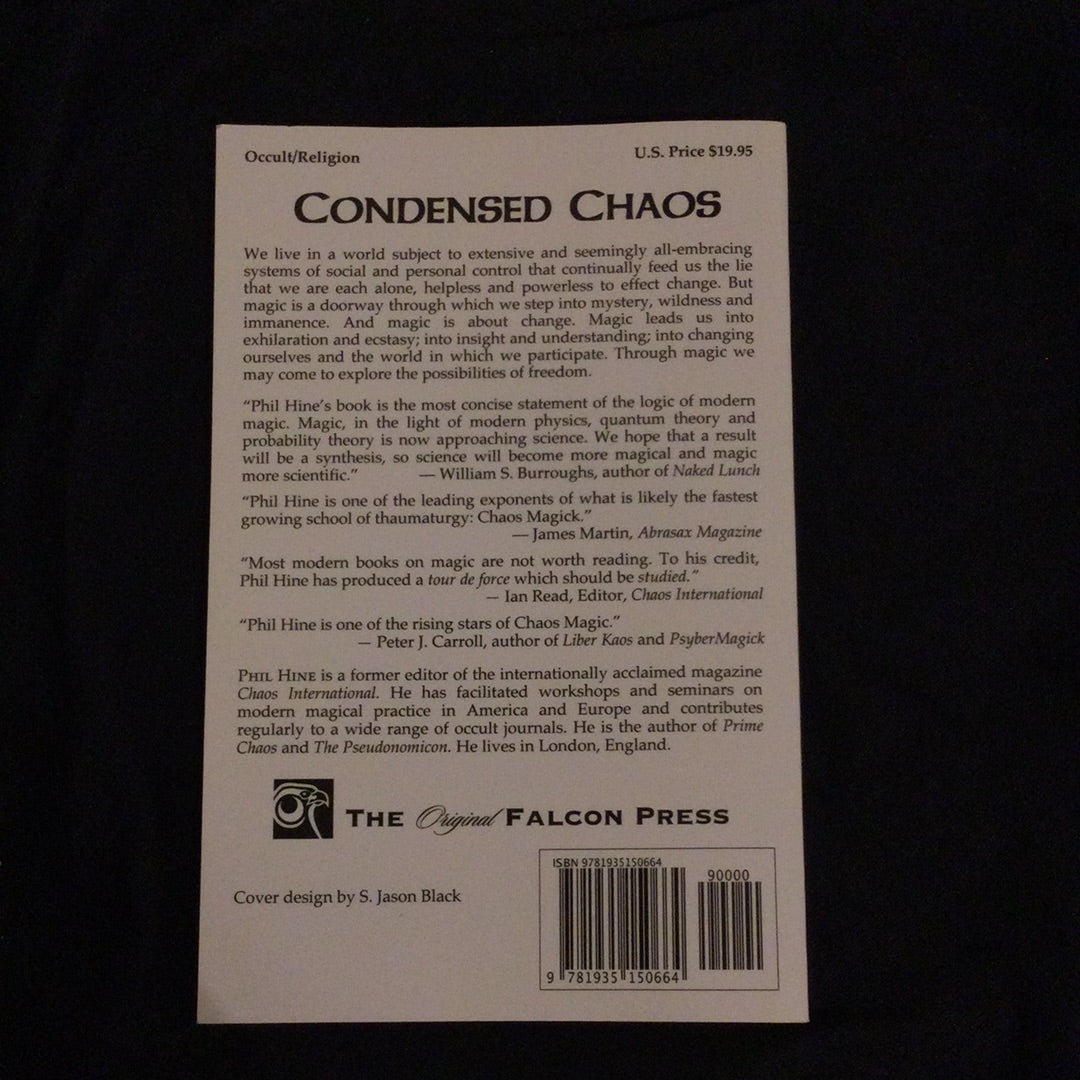 Occult/Religion
U.S. Price $19.95
CONDENSED CHAOS
We live in a world subject to extensive and seemingly all-embracing
systems of social and personal control that continually feed us the lie
that we are each alone, helpless and powerless to effect change. But
magic is a doorway through which we step into mystery, wildness and
immanence. And magic is about change. Magic leads us into
exhilaration and ecstasy; into insight and understanding; into changing
ourselves and the world in which we participate. Through magic we
may come to explore the possibilities of freedom.
“Phil Hine’s book is the most concise statement of the logic of modern
magic. Magic, in the light of modern physics, quantum theory and
probability theory is now approaching science. We hope that a result
will be a synthesis, so science will become more magical and magic
more scientific.” — William S. Burroughs, author of Naked Lunch
“Phil Hine is one of the leading exponents of what is likely the fastest
growing school of thaumaturgy: Chaos Magick.”
— James Martin, Abrasax Magazine
“Most modern books on magic are not worth reading. To his credit,
Phil Hine has produced a tour de force which should be studied.”
— Ian Read, Editor, Chaos International
“Phil Hine is one of the rising stars of Chaos Magic.”
— Peter J. Carroll, author of Liber Kaos and PsyberMagick
PHIL HINE is a former editor of the internationally acclaimed magazine
Chaos International. He has facilitated workshops and seminars on
modern magical practice in America and Europe and contributes
regularly to a wide range of occult journals. He is the author of Prime
Chaos and The Pseudonomicon. He lives in London, England.
THE Original FALCON PRESS
Cover design by S. Jason Black
ISBN 9781935150664
90000
9 781935 150664